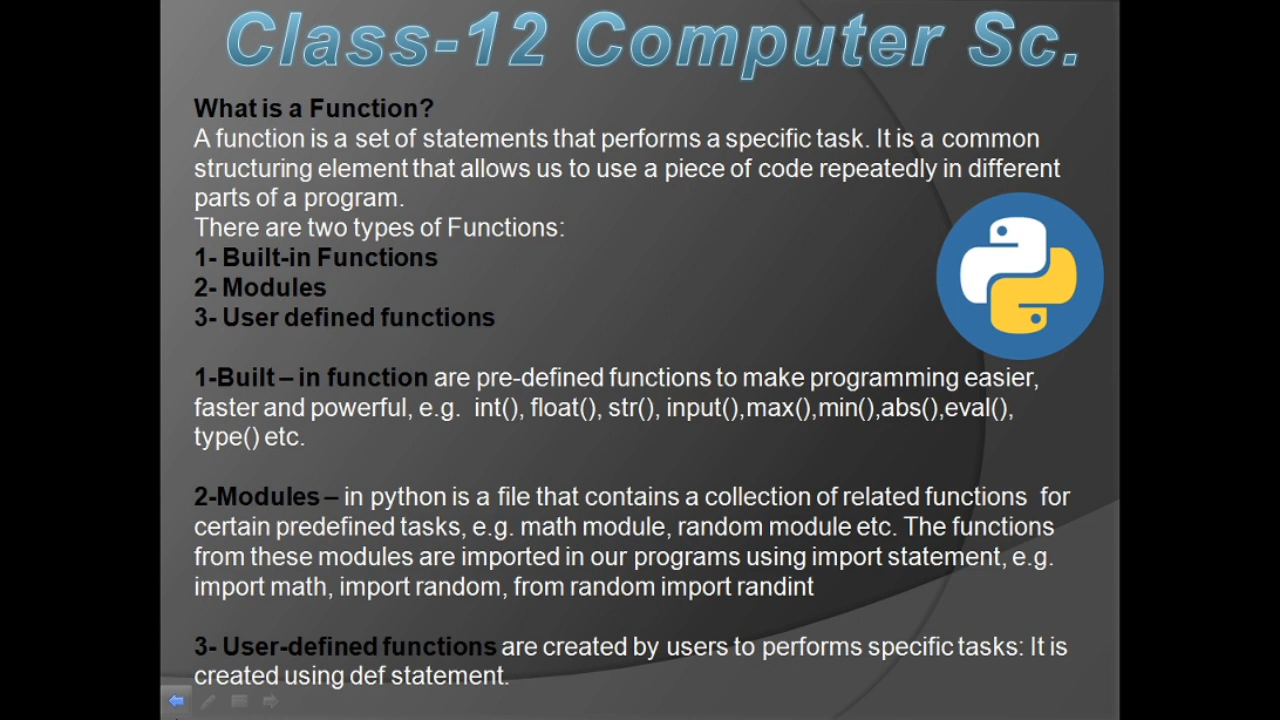 Class-12 Computer Sc.
What is a Function?
A function is a set of statements that performs a specific task. It is a common
structuring element that allows us to use a piece of code repeatedly in different
parts of a program.
There are two types of Functions:
1- Built-in Functions
2- Modules
3- User defined functions
1-Built – in function are pre-defined functions to make programming easier,
faster and powerful, e.g.  int(), float(), str(), input(),max(),min(),abs(),eval(),
type() etc.
2-Modules – in python is a file that contains a collection of related functions  for
certain predefined tasks, e.g. math module, random module etc. The functions
from these modules are imported in our programs using import statement, e.g.
import math, import random, from random import randint
3- User-defined functions are created by users to performs specific tasks: It is
created using def statement.